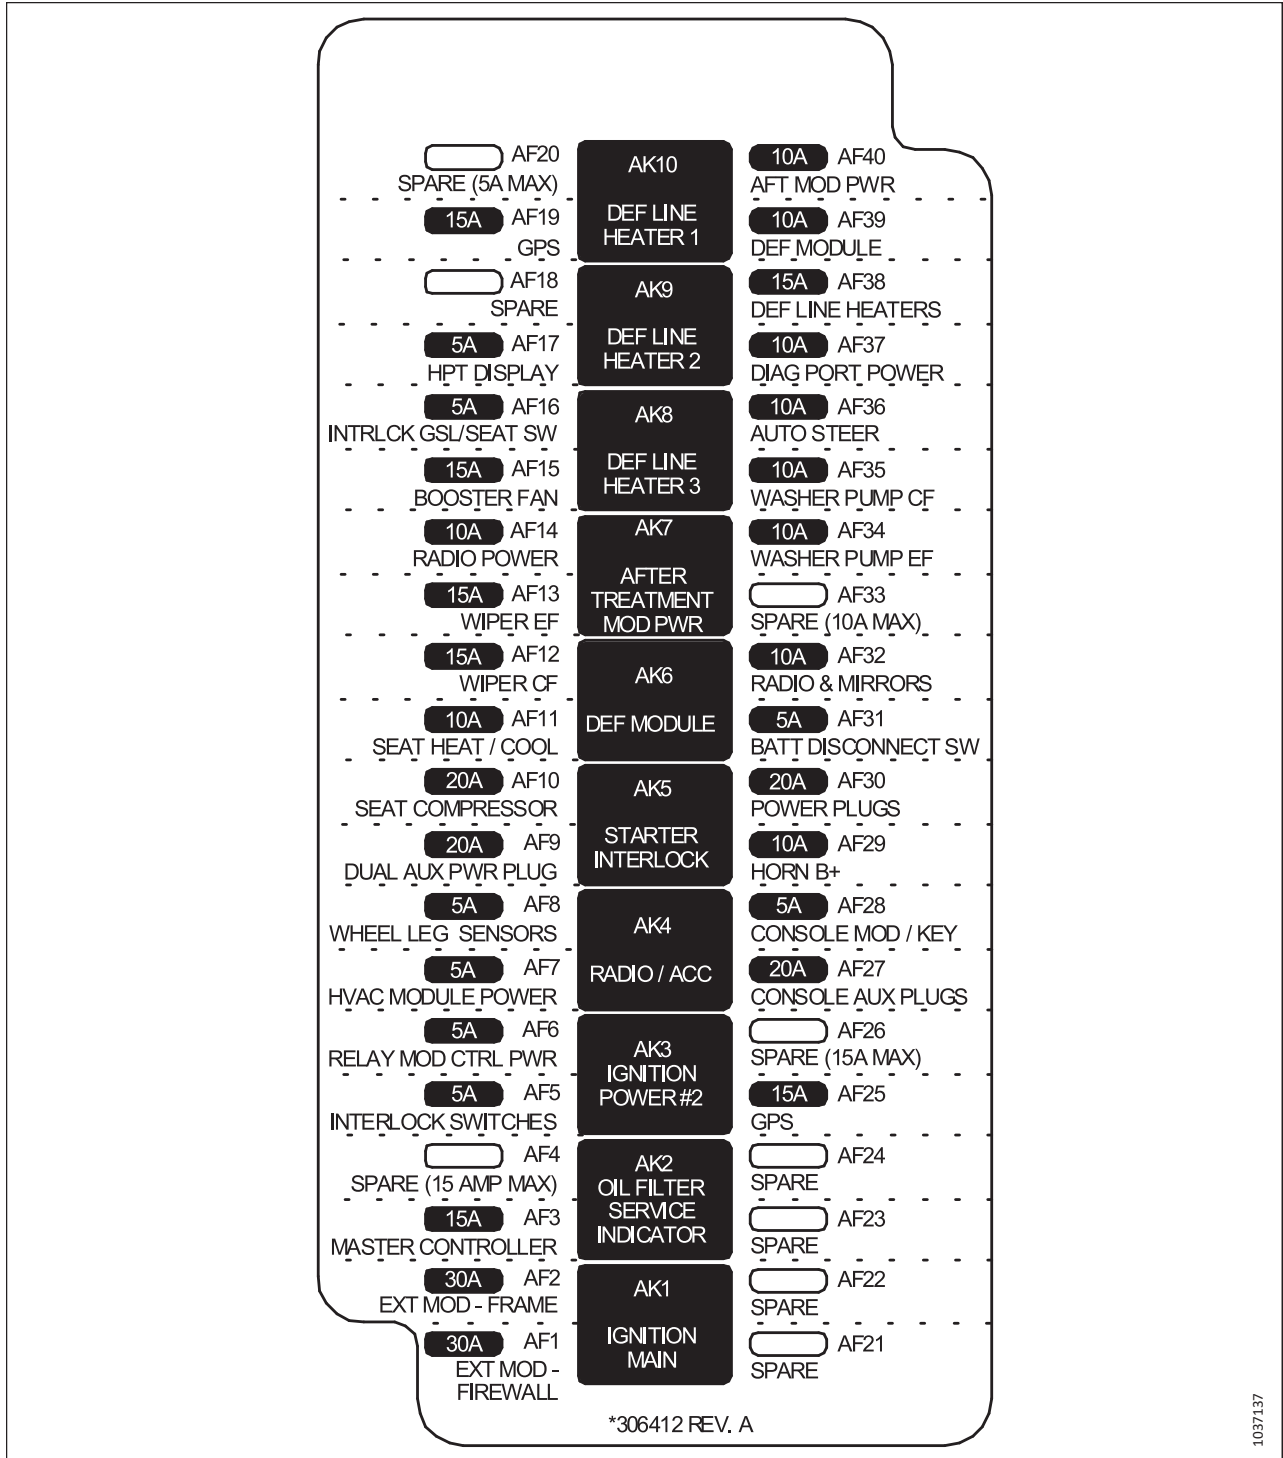 AF20
SPARE (5A MAX)
15A AF19
GPS
AF18
SPARE
5A AF17
HPT DISPLAY
5A AF16
INTRLCK GSL/SEAT SW
15A AF15
BOOSTER FAN
10A AF14
RADIO POWER
15A AF13
WIPER EF
15A AF12
WIPER CF
10A AF11
SEAT HEAT / COOL
20A AF10
SEAT COMPRESSOR
20A AF9
DUAL AUX PWR PLUG
5A AF8
WHEEL LEG SENSORS
5A AF7
HVAC MODULE POWER
5A AF6
RELAY MOD CTRL PWR
5A AF5
INTERLOCK SWITCHES
AF4
SPARE (15 AMP MAX)
15A AF3
MASTER CONTROLLER
30A AF2
EXT MOD - FRAME
30A AF1
EXT MOD -
FIREWALL
AK10
DEF LINE
HEATER 1
AK9
DEF LINE
HEATER 2
AK8
DEF LINE
HEATER 3
AK7
AFTER
TREATMENT
MOD PWR
AK6
DEF MODULE
AK5
STARTER
INTERLOCK
AK4
RADIO / ACC
AK3
IGNITION
POWER #2
AK2
OIL FILTER
SERVICE
INDICATOR
AK1
IGNITION
MAIN
10A AF40
AFT MOD PWR
10A AF39
DEF MODULE
15A AF38
DEF LINE HEATERS
10A AF37
DIAG PORT POWER
10A AF36
AUTO STEER
10A AF35
WASHER PUMP CF
10A AF34
WASHER PUMP EF
AF33
SPARE (10A MAX)
10A AF32
RADIO & MIRRORS
5A AF31
BATT DISCONNECT SW
20A AF30
POWER PLUGS
10A AF29
HORN B+
5A AF28
CONSOLE MOD / KEY
20A AF27
CONSOLE AUX PLUGS
AF26
SPARE (15A MAX)
15A AF25
GPS
AF24
SPARE
AF23
SPARE
AF22
SPARE
AF21
SPARE
*306412 REV. A
1037137